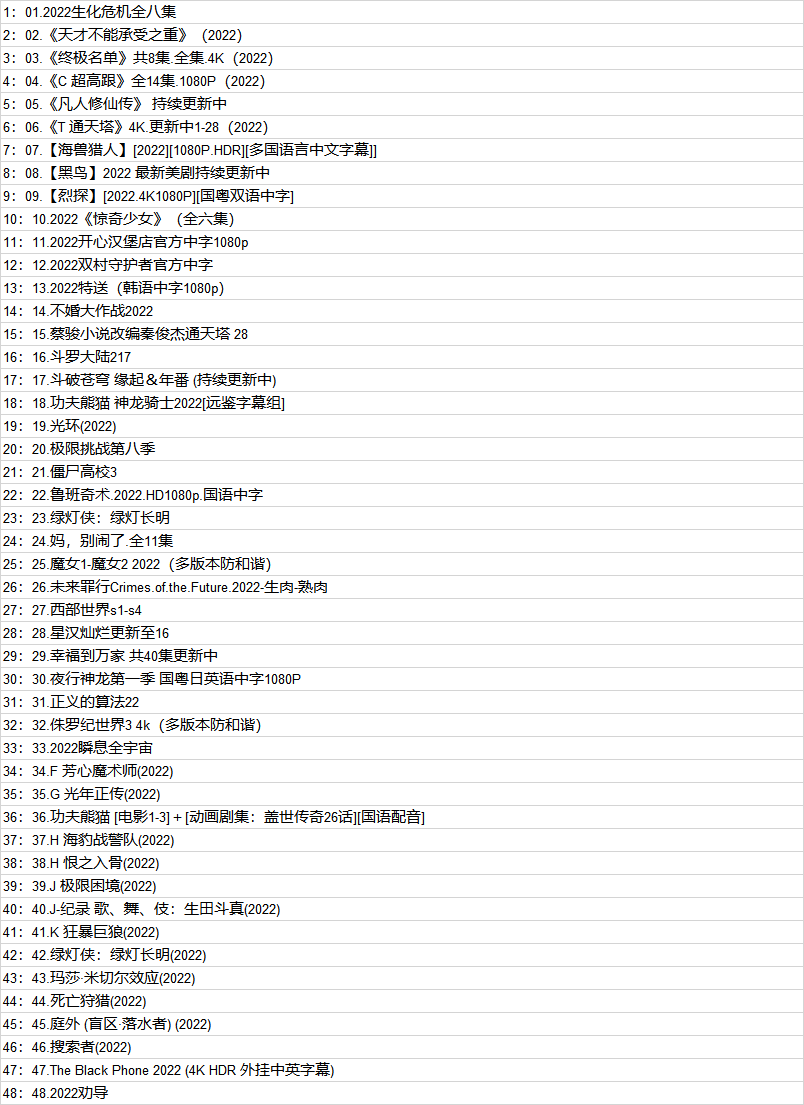 1：01.2022生化危机全八集
2：02.《天才不能承受之重》（2022）
3：03.《终极名单》共8集.全集.4K（2022）
4：04.《C 超高跟》全14集.1080P（2022）
5：05.《凡人修仙传》 持续更新中
6：06.《T 通天塔》4K.更新中1-28（2022）
7：07.【海兽猎人】[2022][1080P.HDR][多国语言中文字幕]]
8：08.【黑鸟】2022 最新美剧持续更新中
9：09.【烈探】[2022.4K1080P][国粤双语中字]
10：10.2022《惊奇少女》（全六集）
11：11.2022开心汉堡店官方中字1080p
12：12.2022双村守护者官方中字
13：13.2022特送（韩语中字1080p）
14：14.不婚大作战2022
15：15.蔡骏小说改编秦俊杰通天塔 28
16：16.斗罗大陆217
17：17.斗破苍穹 缘起＆年番 (持续更新中)
18：18.功夫熊猫 神龙骑士2022[远鉴字幕组]
19：19.光环(2022)
20：20.极限挑战第八季
21：21.僵尸高校3
22：22.鲁班奇术.2022.HD1080p.国语中字
23：23.绿灯侠：绿灯长明
24：24.妈，别闹了.全11集
25：25.魔女1-魔女2 2022（多版本防和谐）
26：26.未来罪行Crimes.of.the.Future.2022-生肉-熟肉
27：27.西部世界s1-s4
28：28.星汉灿烂更新至16
29：29.幸福到万家 共40集更新中
30：30.夜行神龙第一季 国粤日英语中字1080P
31：31.正义的算法22
32：32.侏罗纪世界3 4k（多版本防和谐）
33：33.2022瞬息全宇宙
34：34.F 芳心魔术师(2022)
35：35.G 光年正传(2022)
36：36.功夫熊猫 [电影1-3]＋[动画剧集：盖世传奇26话][国语配音]
37：37.H 海豹战警队(2022)
38：38.H 恨之入骨(2022)
39：39.J 极限困境(2022)
40：40.J-纪录 歌、舞、伎：生田斗真(2022)
41：41.K 狂暴巨狼(2022)
42：42.绿灯侠：绿灯长明(2022)
43：43.玛莎·米切尔效应(2022)
44：44.死亡狩猎(2022)
45：45.庭外 (盲区·落水者) (2022)
46：46.搜索者(2022)
47：47.The Black Phone 2022 (4K HDR 外挂中英字幕)
48：48.2022劝导